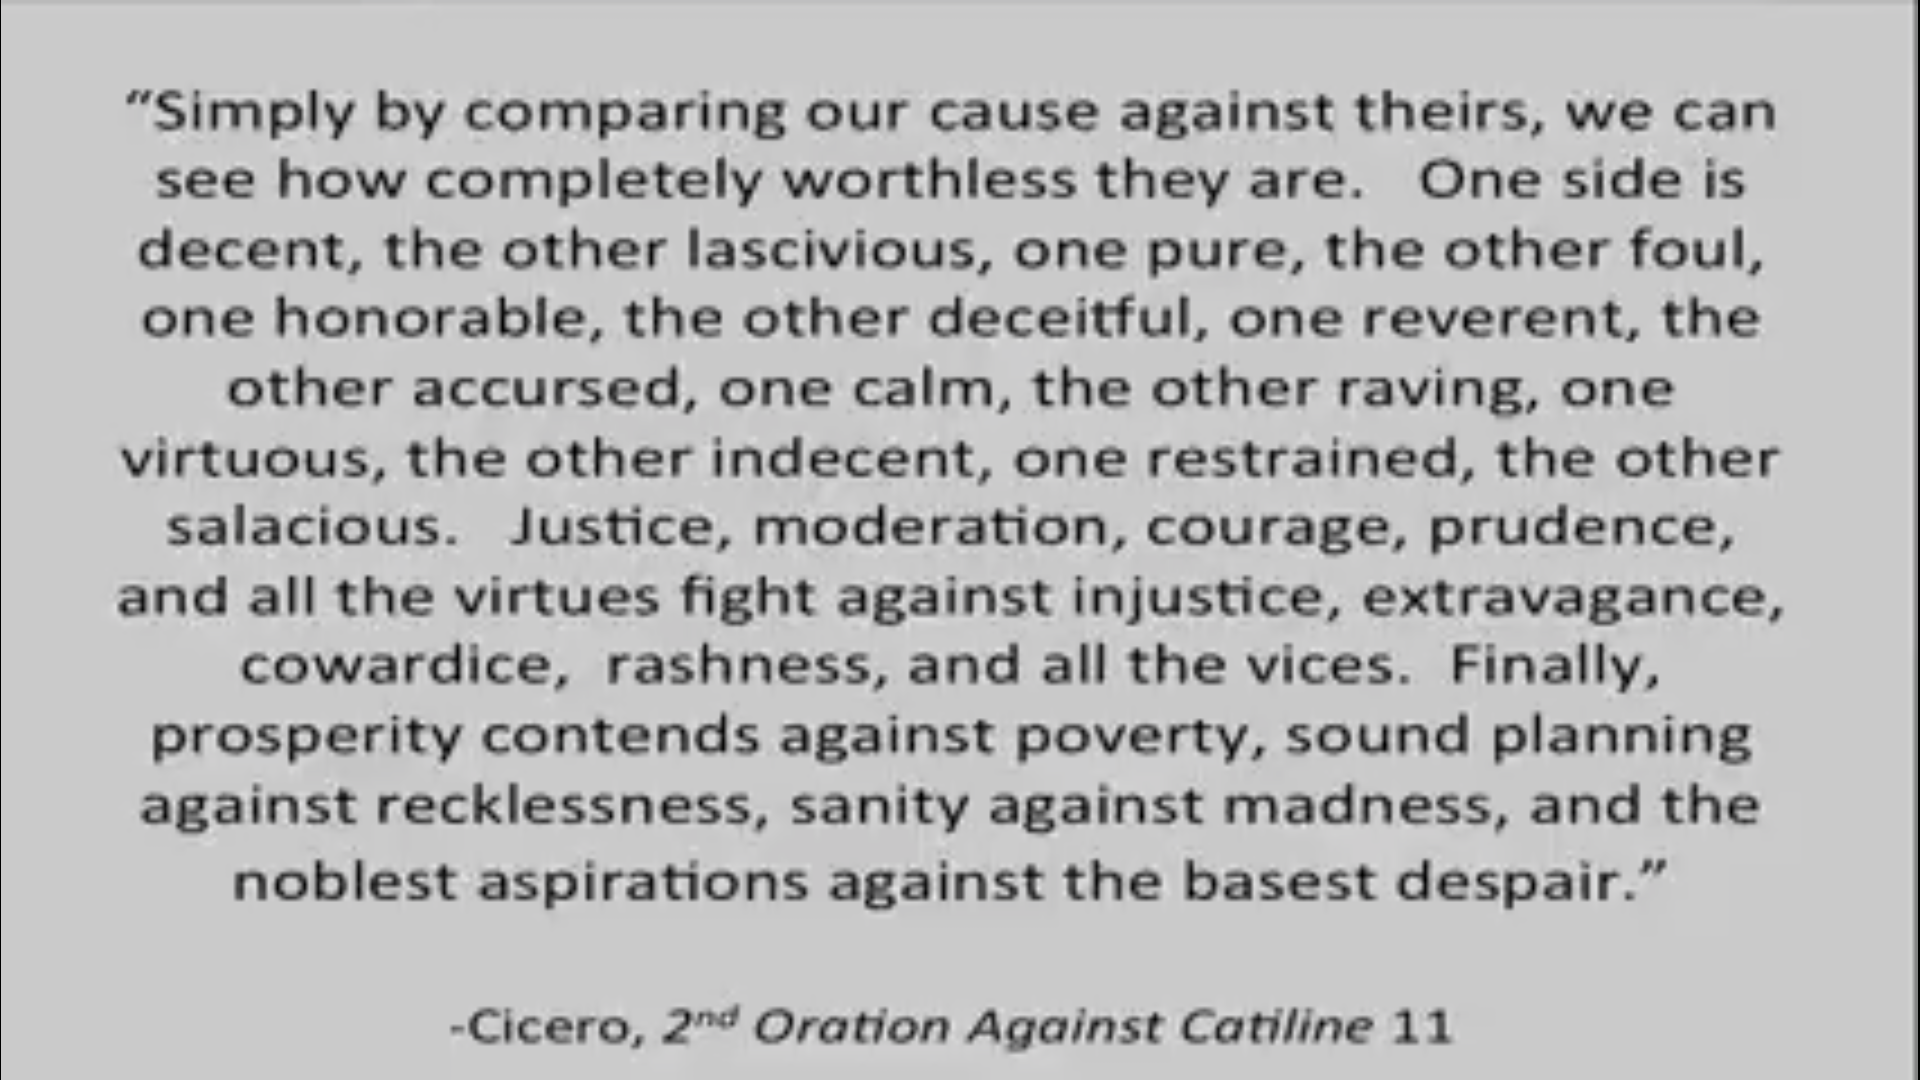 “Simply by comparing our cause against theirs, we can
see how completely worthless they are. One side is
decent, the other lascivious, one pure, the other foul,
one honorable, the other deceitful, one reverent, the
other accursed, one calm, the other raving, one
virtuous, the other indecent, one restrained, the other
salacious. Justice, moderation, courage, prudence,
and all the virtues fight against injustice, extravagance,
cowardice, rashness, and all the vices. Finally,
prosperity contends against poverty, sound planning
against recklessness, sanity against madness, and the
noblest aspirations against the basest despair.”
-Cicero, 2nd Oration Against Catiline 11